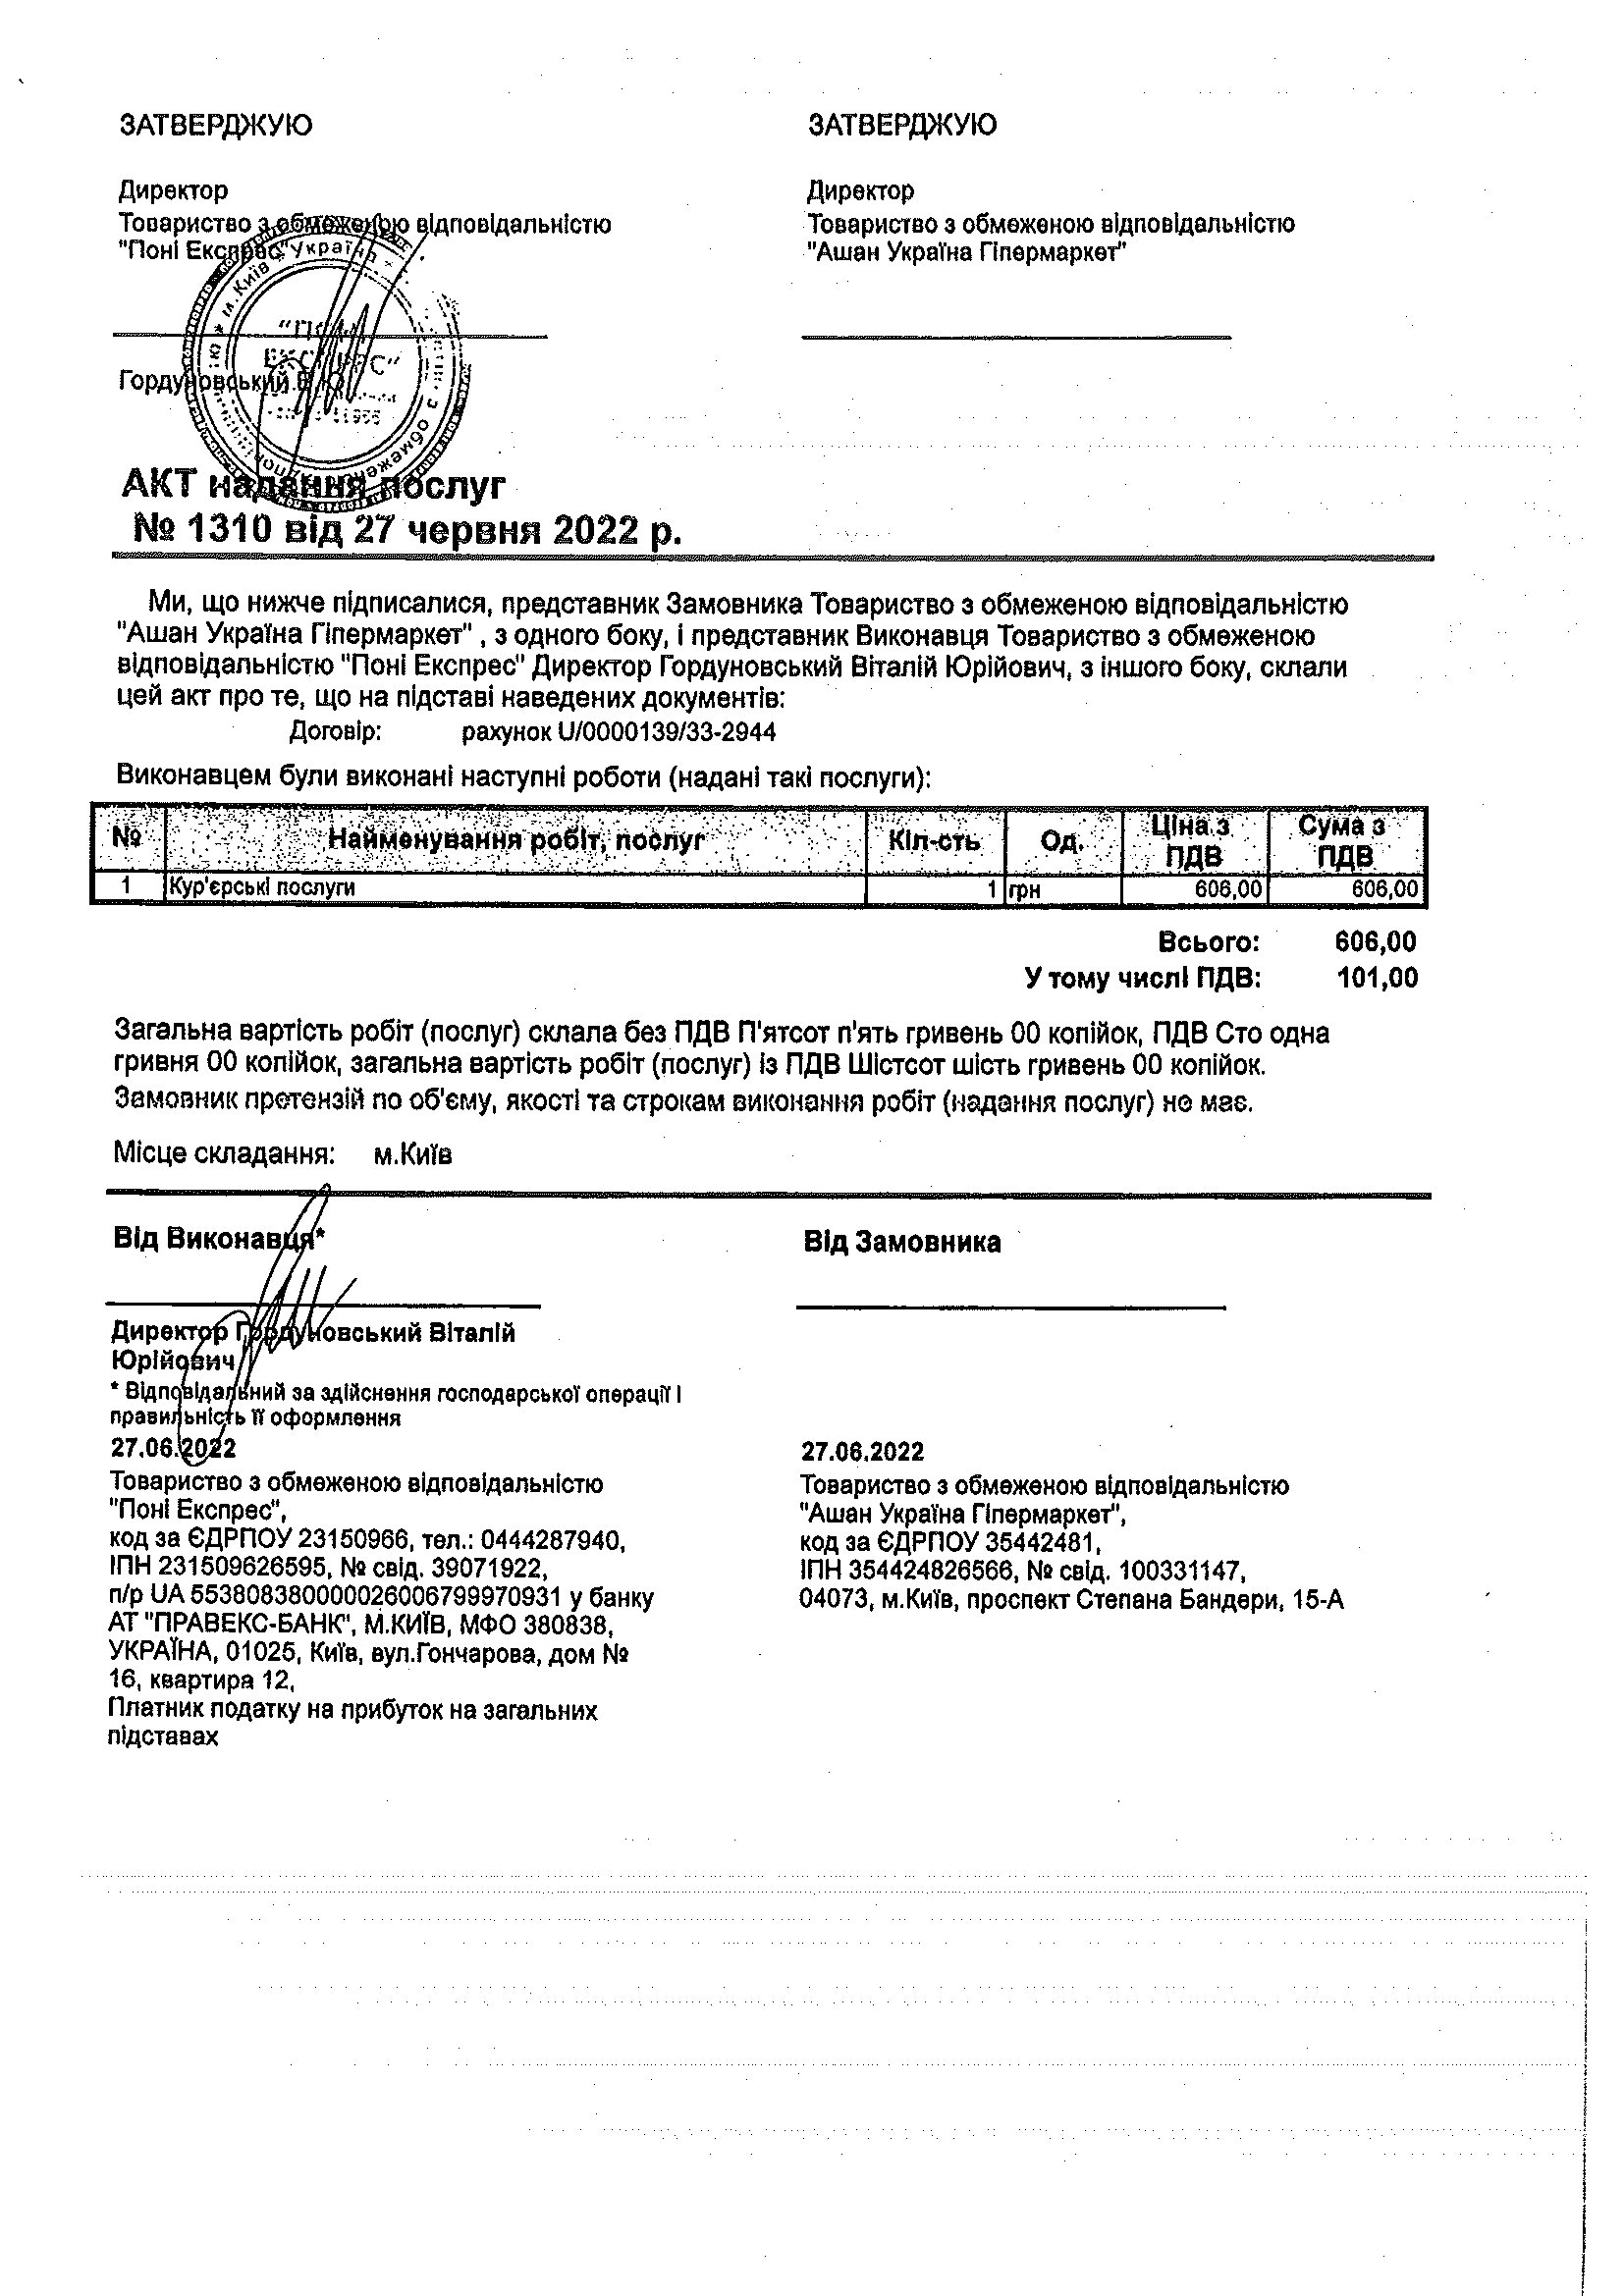 ЗАТВЕРДЖУЮ
ЗАТВЕРДЖУЮ
Директор
Товариство з обмеженою відповідальністю
"Поні Експрес"
Директор
Товариство з обмеженою відповідальністю
"Ашан Україна Гіпермаркет"
* м.Київ * Україна *
Гордуновський В.Ю.
АКТ надання послуг
№ 1310 від 27 червня 2022 р.
Ми, що нижче підписалися, представник Замовника Товариство з обмеженою відповідальністю
"Ашан Україна Гіпермаркет" , з одного боку, і представник Виконавця Товариство з обмеженою
відповідальністю "Поні Експрес" Директор Гордуновський Віталій Юрійович, з іншого боку, склали
цей акт про те, що на підставі наведених документів:
Договір: рахунок U/0000139/33-2944
Виконавцем були виконані наступні роботи (надані такі послуги):
№ Найменування робіт, послуг Кіл-сть Од. Ціна з ПДВ Сума з ПДВ
1 Кур'єрські послуги 1 грн 606,00 606,00
Всього: 606,00
У тому числі ПДВ: 101,00
Загальна вартість робіт (послуг) склала без ПДВ П'ятсот п'ять гривень 00 копійок, ПДВ Сто одна
гривня 00 копійок, загальна вартість робіт (послуг) із ПДВ Шістсот шість гривень 00 копійок.
Замовник претензій по об'єму, якості та строкам виконання робіт (надання послуг) не має.
Місце складання: м.Київ
Від Виконавця*
Від Замовника
Директор Гордуновський Віталій
Юрійович
* Відповідальний за здійснення господарської операції і
правильність її оформлення
27.06.2022
Товариство з обмеженою відповідальністю
"Поні Експрес",
код за ЄДРПОУ 23150966, тел.: 0444287940,
ІПН 231509626595, № свід. 39071922,
п/р UA 553808380000026006799970931 у банку
АТ "ПРАВЕКС-БАНК", М.КИЇВ, МФО 380838,
УКРАЇНА, 01025, Київ, вул.Гончарова, дом №
16, квартира 12,
Платник податку на прибуток на загальних
підставах
27.06.2022
Товариство з обмеженою відповідальністю
"Ашан Україна Гіпермаркет",
код за ЄДРПОУ 35442481,
ІПН 354424826566, № свід. 100331147,
04073, м.Київ, проспект Степана Бандери, 15-А